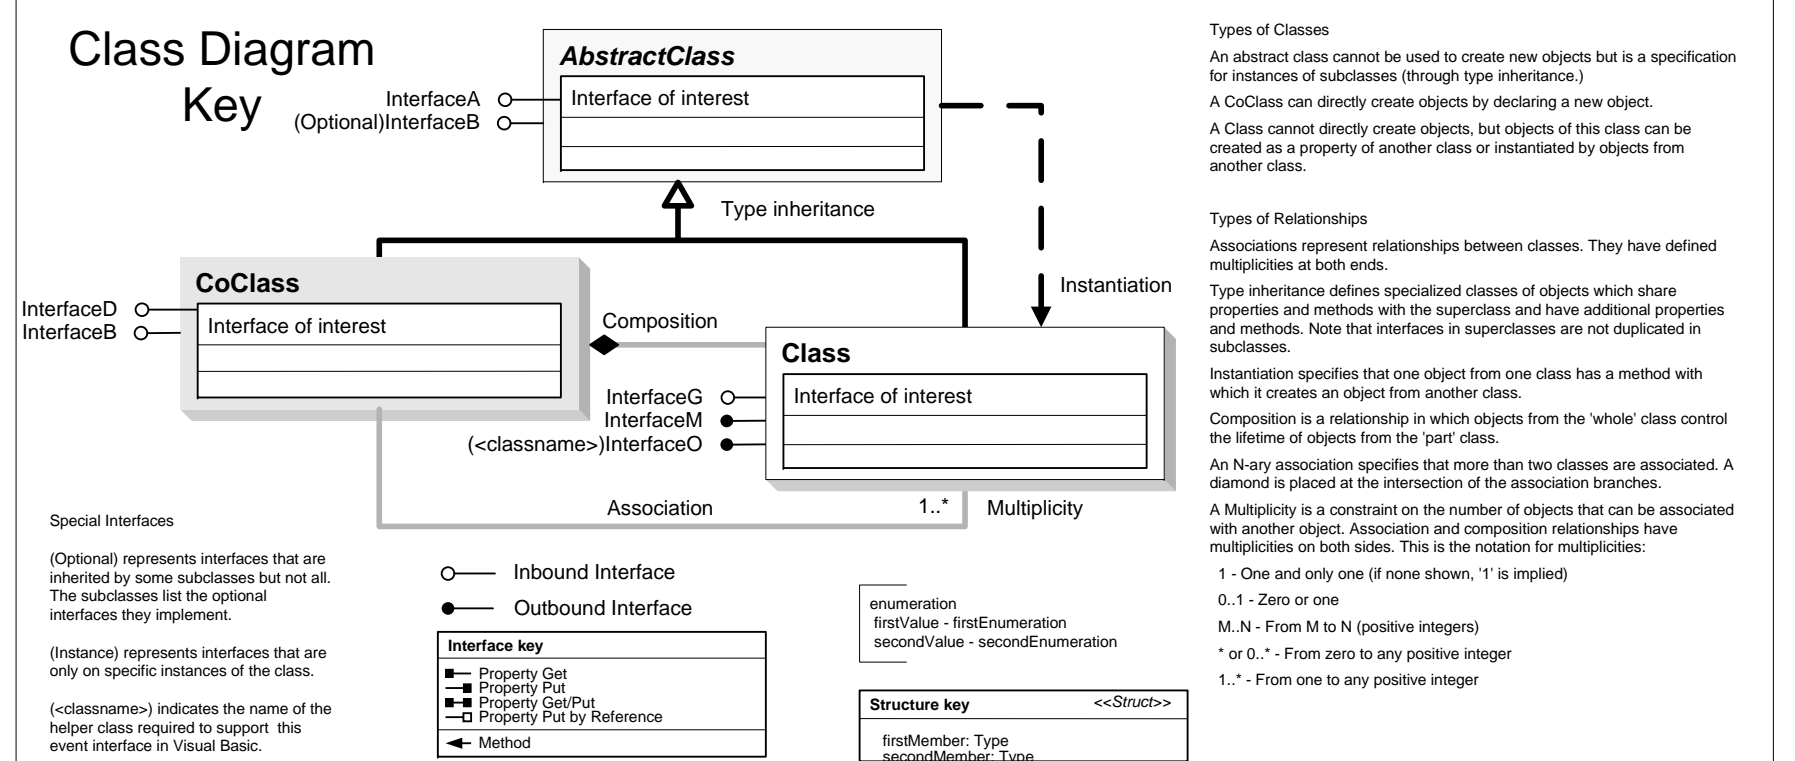 Class Diagram
Key
AbstractClass
Interface of interest
InterfaceA
(Optional)InterfaceB
Type inheritance
Instantiation
CoClass
Interface of interest
InterfaceD
InterfaceB
Composition
Class
Interface of interest
InterfaceG
InterfaceM
(<classname>)InterfaceO
Association
1..*
Multiplicity
Special Interfaces
(Optional) represents interfaces that are
inherited by some subclasses but not all.
The subclasses list the optional
interfaces they implement.
(Instance) represents interfaces that are
only on specific instances of the class.
(<classname>) indicates the name of the
helper class required to support this
event interface in Visual Basic.
Inbound Interface
Outbound Interface
Interface key
Property Get
Property Put
Property Get/Put
Property Put by Reference
Method
enumeration
firstValue - firstEnumeration
secondValue - secondEnumeration
Structure key <<Struct>>
firstMember: Type
secondMember: Type
Types of Classes
An abstract class cannot be used to create new objects but is a specification
for instances of subclasses (through type inheritance.)
A CoClass can directly create objects by declaring a new object.
A Class cannot directly create objects, but objects of this class can be
created as a property of another class or instantiated by objects from
another class.
Types of Relationships
Associations represent relationships between classes. They have defined
multiplicities at both ends.
Type inheritance defines specialized classes of objects which share
properties and methods with the superclass and have additional properties
and methods. Note that interfaces in superclasses are not duplicated in
subclasses.
Instantiation specifies that one object from one class has a method with
which it creates an object from another class.
Composition is a relationship in which objects from the 'whole' class control
the lifetime of objects from the 'part' class.
An N-ary association specifies that more than two classes are associated. A
diamond is placed at the intersection of the association branches.
A Multiplicity is a constraint on the number of objects that can be associated
with another object. Association and composition relationships have
multiplicities on both sides. This is the notation for multiplicities:
1 - One and only one (if none shown, '1' is implied)
0..1 - Zero or one
M..N - From M to N (positive integers)
* or 0..* - From zero to any positive integer
1..* - From one to any positive integer